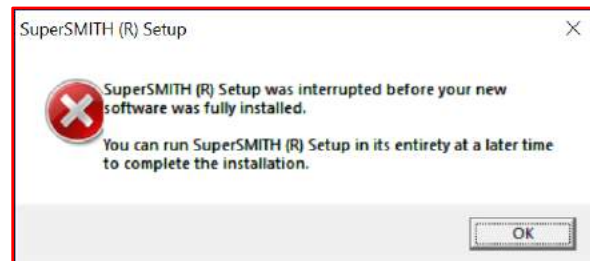 SuperSMITH (R) Setup
SuperSMITH (R) Setup was interrupted before your new
software was fully installed.
You can run SuperSMITH (R) Setup in its entirety at a later time
to complete the installation.
OK